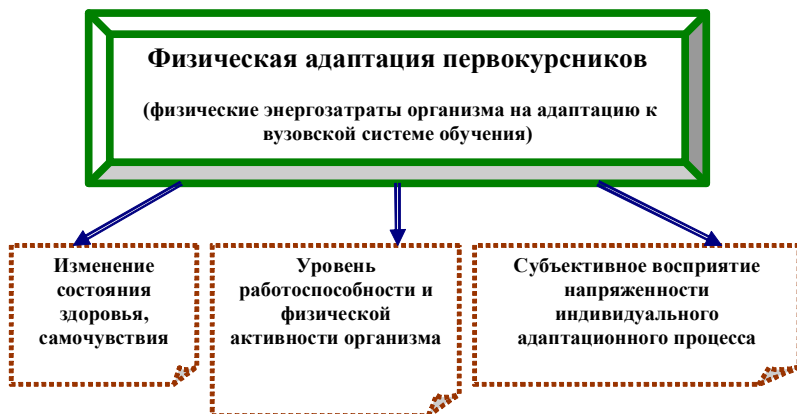 Физическая адаптация первокурсников
(физические энергозатраты организма на адаптацию к
вузовской системе обучения)
Изменение
состояния
здоровья,
самочувствия
Уровень
работоспособности и
физической
активности организма
Субъективное восприятие
напряженности
индивидуального
адаптационного процесса